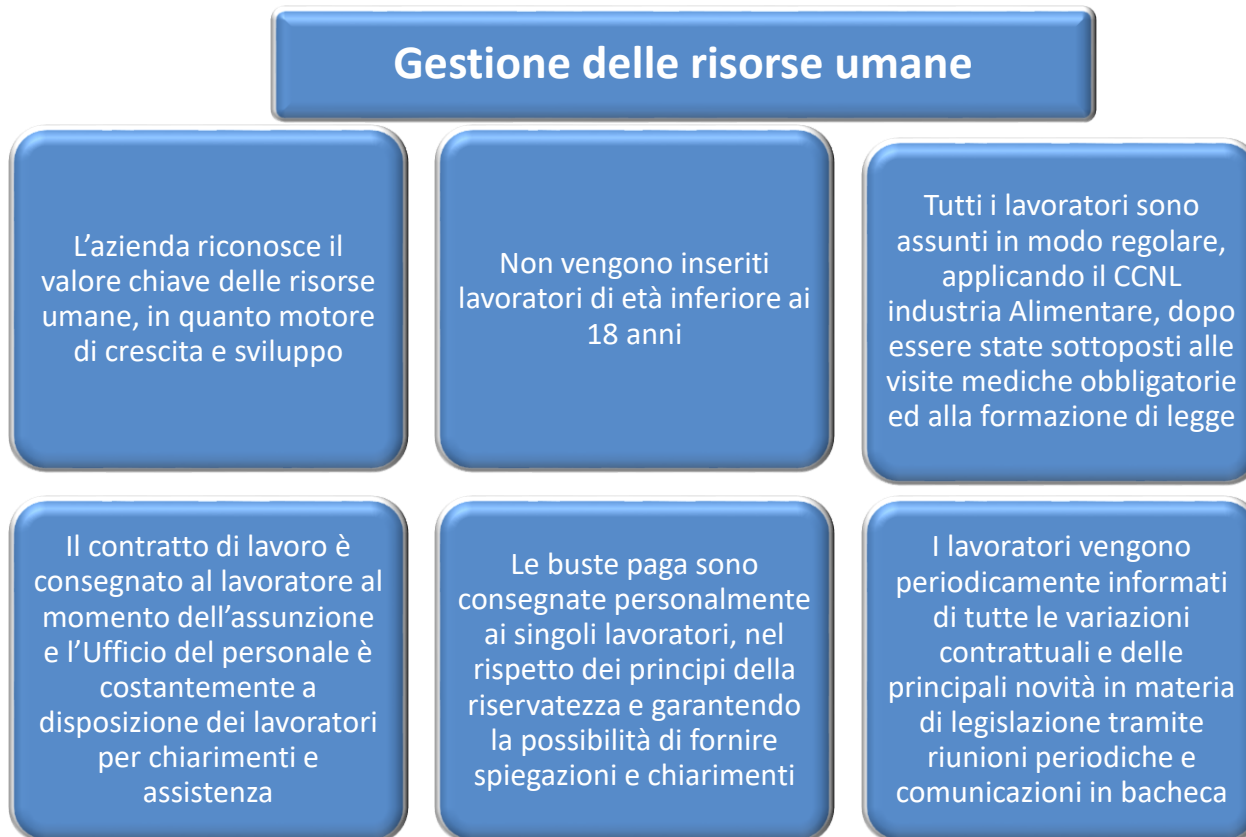 Gestione delle risorse umane
L’azienda riconosce il
valore chiave delle risorse
umane, in quanto motore
di crescita e sviluppo
Non vengono inseriti
lavoratori di età inferiore ai
18 anni
Tutti i lavoratori sono
assunti in modo regolare,
applicando il CCNL
industria Alimentare, dopo
essere state sottoposti alle
visite mediche obbligatorie
ed alla formazione di legge
Il contratto di lavoro è
consegnato al lavoratore al
momento dell’assunzione
e l’Ufficio del personale è
costantemente a
disposizione dei lavoratori
per chiarimenti e
assistenza
Le buste paga sono
consegnate personalmente
ai singoli lavoratori, nel
rispetto dei principi della
riservatezza e garantendo
la possibilità di fornire
spiegazioni e chiarimenti
I lavoratori vengono
periodicamente informati
di tutte le variazioni
contrattuali e delle
principali novità in materia
di legislazione tramite
riunioni periodiche e
comunicazioni in bacheca